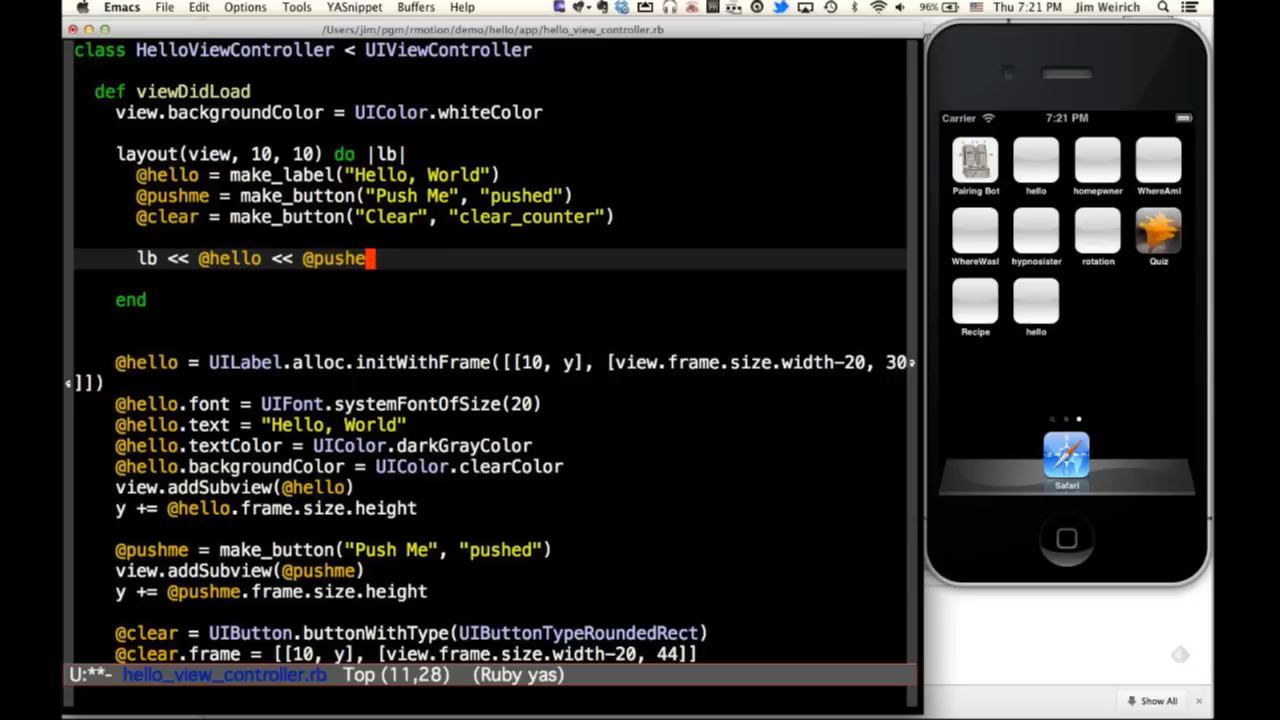 Emacs File Edit Options Tools YASnippet Buffers Help 96% Thu 7:21 PM Jim Weirich
/Users/jim/pgm/rmotion/demo/hello/app/hello_view_controller.rb
class HelloViewController < UIViewController
def viewDidLoad
view.backgroundColor = UIColor.whiteColor
layout(view, 10, 10) do |lb|
@hello = make_label("Hello, World")
@pushme = make_button("Push Me", "pushed")
@clear = make_button("Clear", "clear_counter")
lb << @hello << @pushe
end
@hello = UILabel.alloc.initWithFrame([[10, y], [view.frame.size.width-20, 30
]])
@hello.font = UIFont.systemFontOfSize(20)
@hello.text = "Hello, World"
@hello.textColor = UIColor.darkGrayColor
@hello.backgroundColor = UIColor.clearColor
view.addSubview(@hello)
y += @hello.frame.size.height
@pushme = make_button("Push Me", "pushed")
view.addSubview(@pushme)
y += @pushme.frame.size.height
@clear = UIButton.buttonWithType(UIButtonTypeRoundedRect)
@clear.frame = [[10, y], [view.frame.size.width-20, 44]]
U:**- hello_view_controller.rb Top (11,28) (Ruby yas)
Carrier 7:21 PM
Pairing Bot hello homepwner WhereAmI
WhereWasI hypnosister rotation Quiz
Recipe hello
Safari
Show All